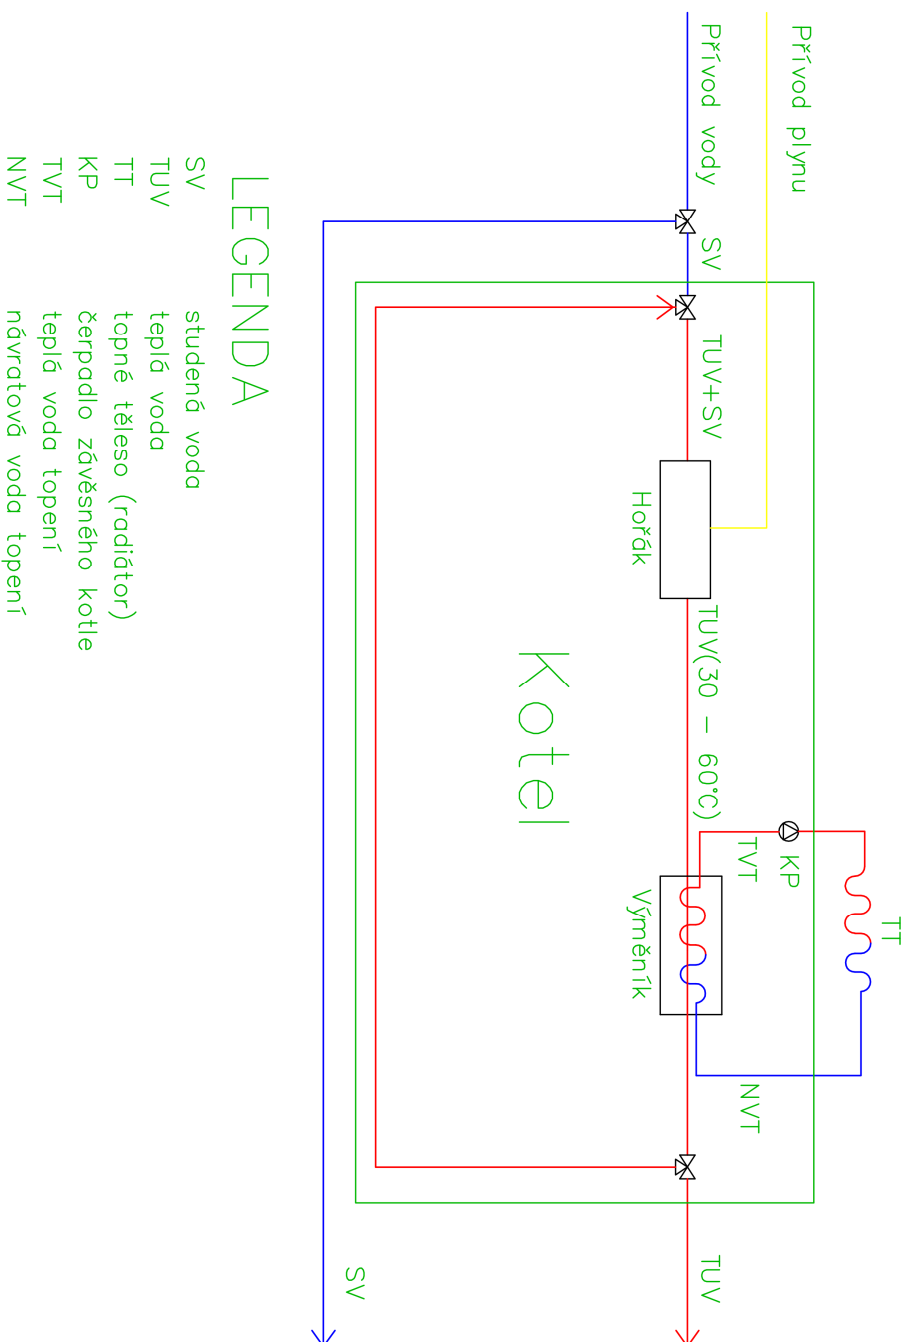 Přívod plynu
Přívod vody
SV
TUV+SV
Hořák
TUV(30 - 60°C)
KP
TVT
TT
Výměník
NVT
Kotel
TUV
SV
LEGENDA
SV studená voda
TUV teplá voda
TT topné těleso (radiátor)
KP čerpadlo závěsného kotle
TVT teplá voda topení
NVT návratová voda topení